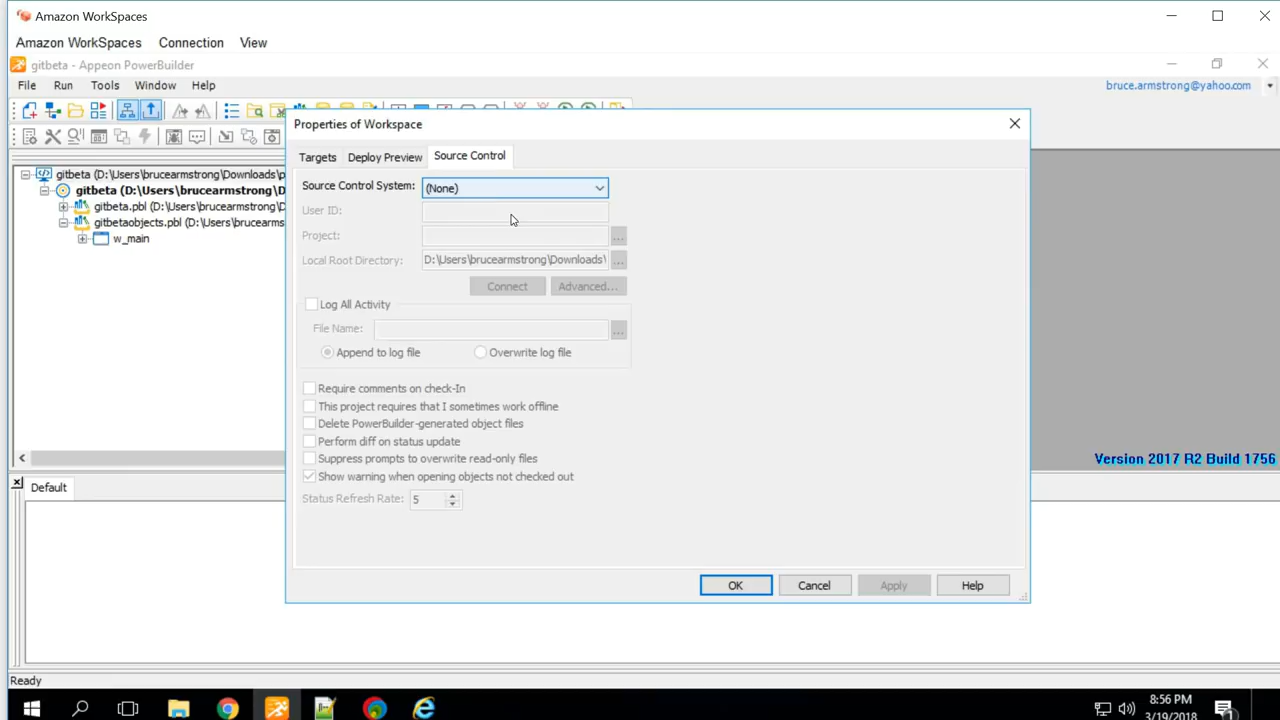 Amazon WorkSpaces
Amazon WorkSpaces Connection View
gitbeta - Appeon PowerBuilder
File Run Tools Window Help
bruce.armstrong@yahoo.com
Properties of Workspace
Targets Deploy Preview Source Control
Source Control System: (None)
User ID:
Project:
Local Root Directory: D:\Users\brucearmstrong\Downloads\
Connect Advanced...
Log All Activity
File Name:
Append to log file Overwrite log file
Require comments on check-In
This project requires that I sometimes work offline
Delete PowerBuilder-generated object files
Perform diff on status update
Suppress prompts to overwrite read-only files
Show warning when opening objects not checked out
Status Refresh Rate: 5
OK Cancel Apply Help
gitbeta (D:\Users\brucearmstrong\Downloads\p
gitbeta (D:\Users\brucearmstrong\D
gitbeta.pbl (D:\Users\brucearmstrong\D
gitbetaobjects.pbl (D:\Users\brucearms
w_main
Version 2017 R2 Build 1756
Default
Ready
8:56 PM
3/19/2018